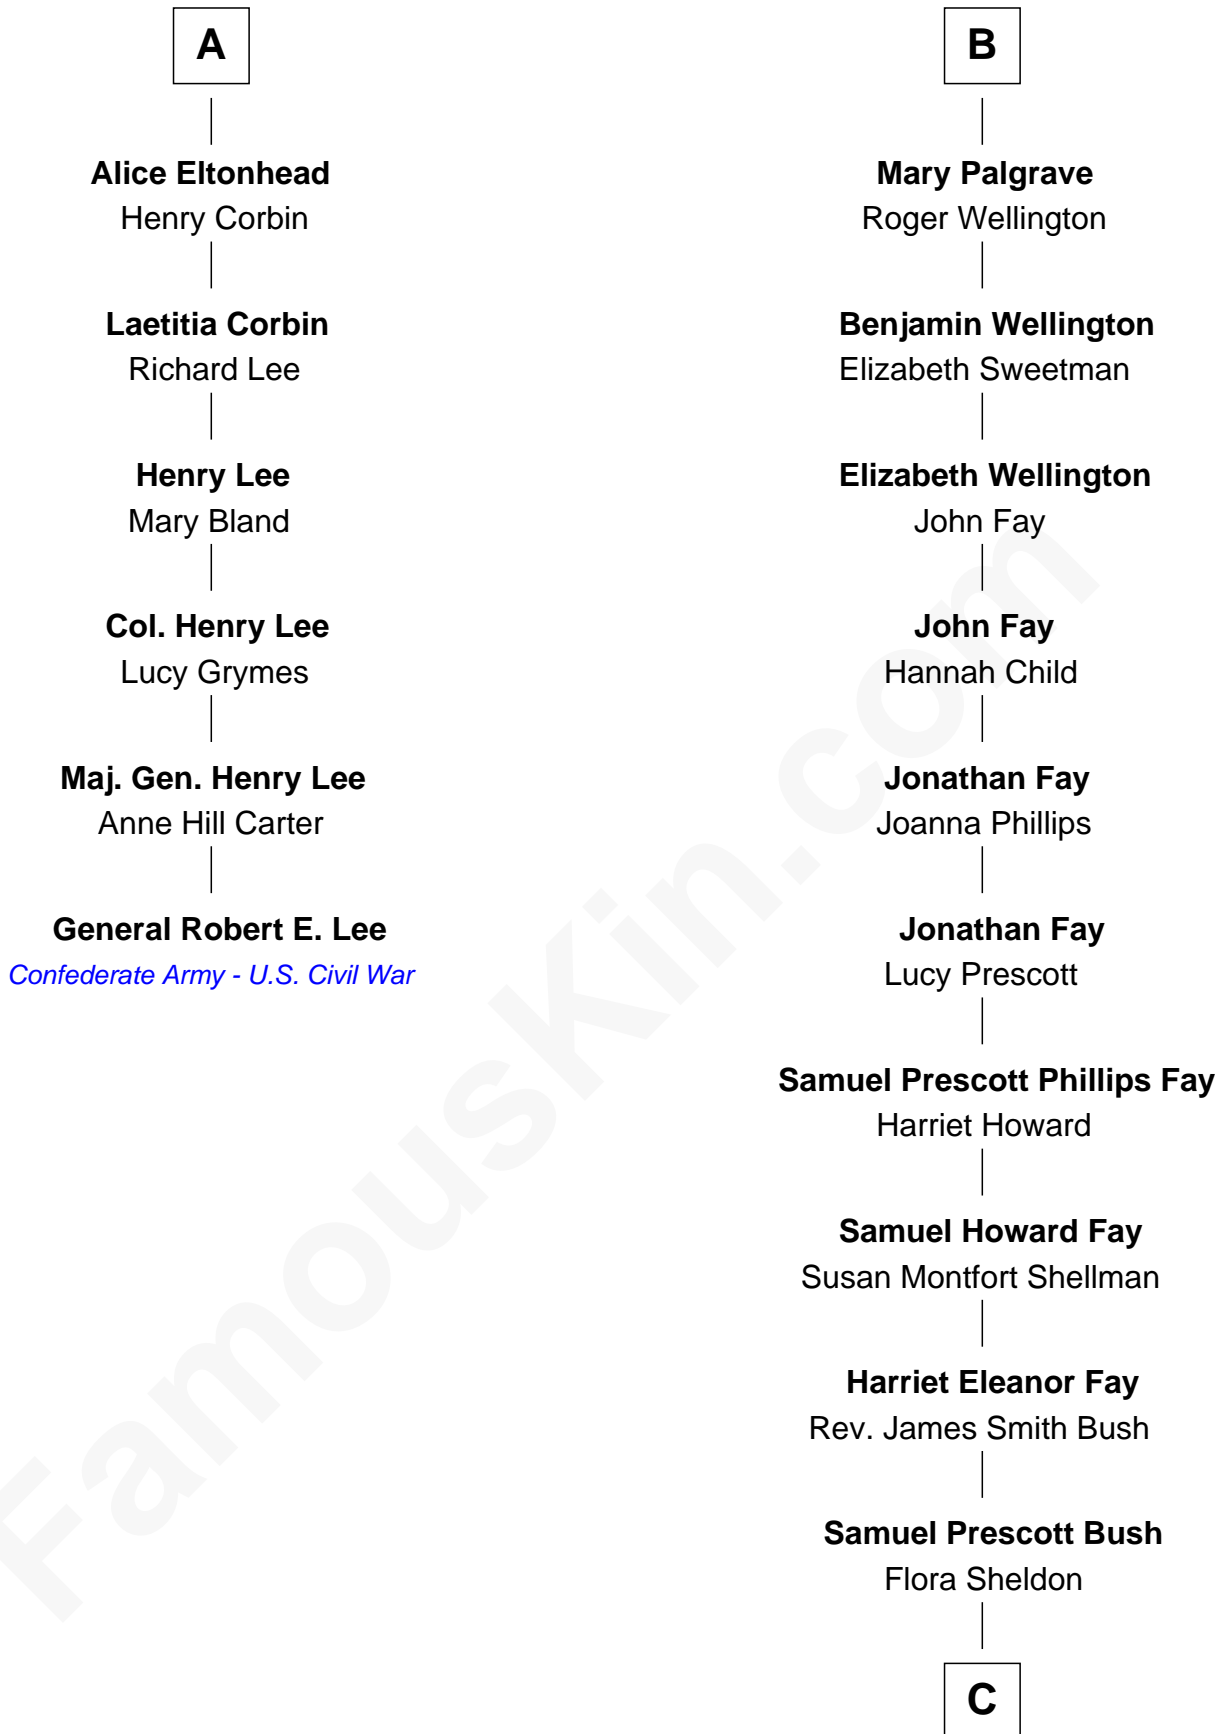 A
Alice Eltonhead
Henry Corbin
Laetitia Corbin
Richard Lee
Henry Lee
Mary Bland
Col. Henry Lee
Lucy Grymes
Maj. Gen. Henry Lee
Anne Hill Carter
General Robert E. Lee
Confederate Army - U.S. Civil War
B
Mary Palgrave
Roger Wellington
Benjamin Wellington
Elizabeth Sweetman
Elizabeth Wellington
John Fay
John Fay
Hannah Child
Jonathan Fay
Joanna Phillips
Jonathan Fay
Lucy Prescott
Samuel Prescott Phillips Fay
Harriet Howard
Samuel Howard Fay
Susan Montfort Shellman
Harriet Eleanor Fay
Rev. James Smith Bush
Samuel Prescott Bush
Flora Sheldon
C
FamousKin.com